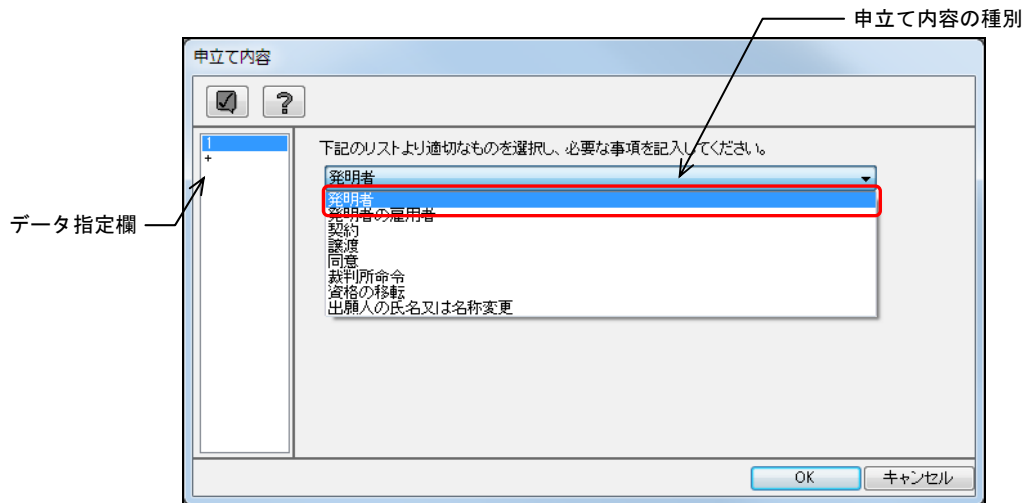 申立て内容の種別
申立て内容
1
+
下記のリストより適切なものを選択し、必要な事項を記入してください。
発明者
発明者
発明者の雇用者
契約
譲渡
同意
裁判所命令
資格の移転
出願人の氏名又は名称変更
データ指定欄
OK
キャンセル